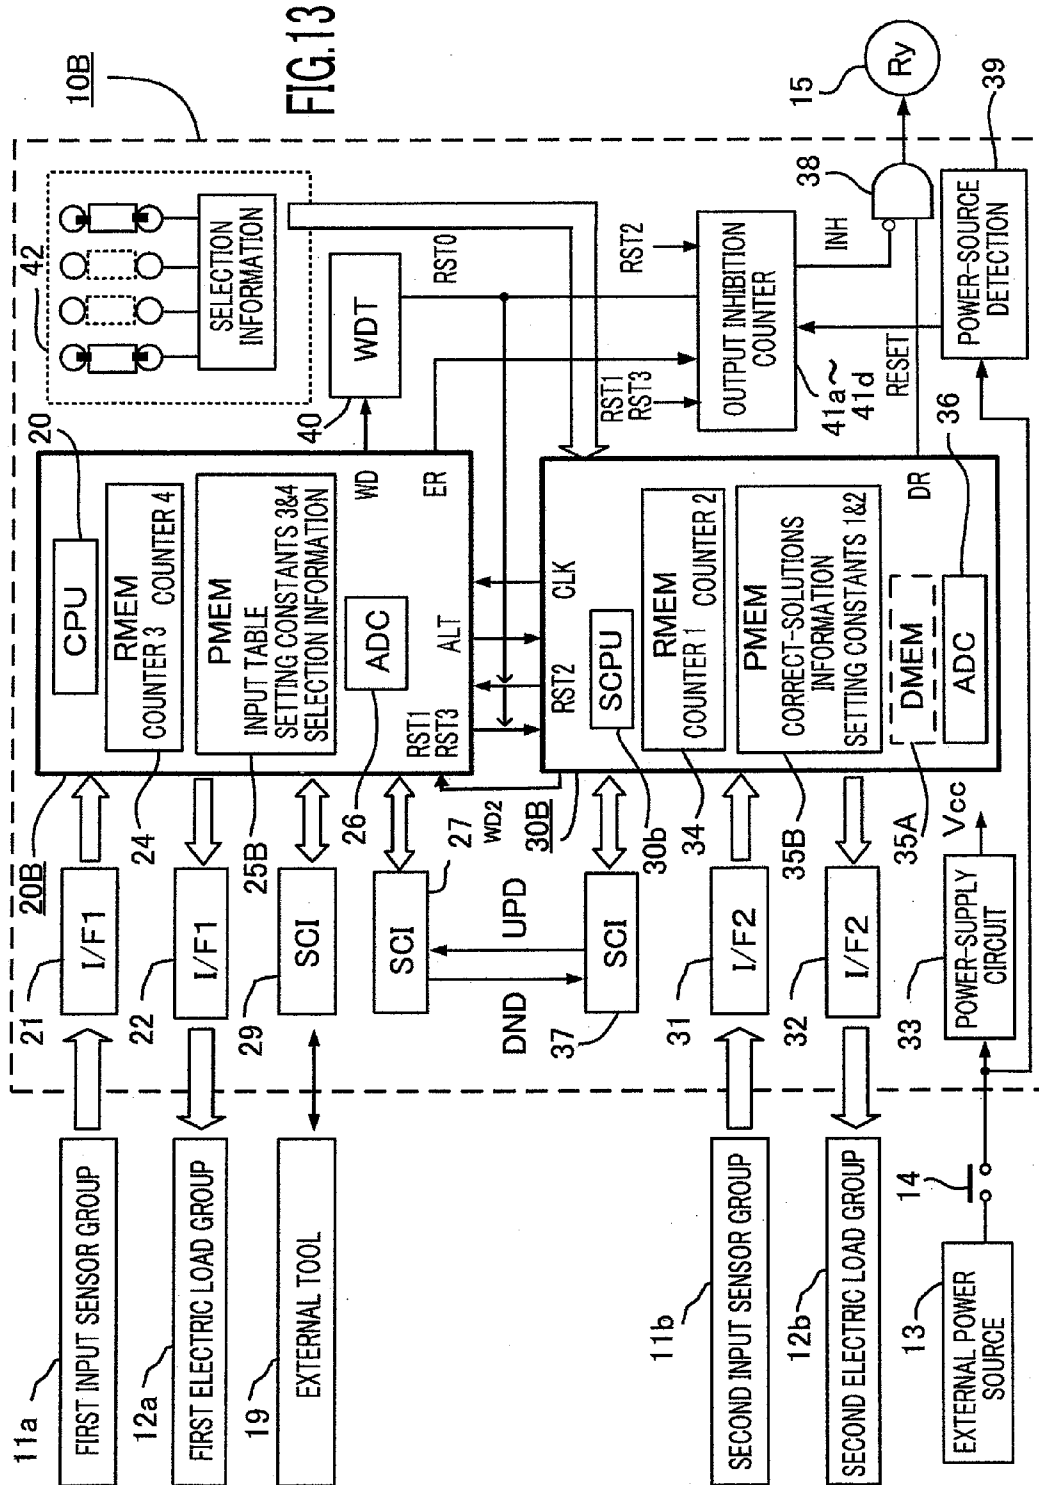 FIG.13
10B
42
SELECTION
INFORMATION
11a
FIRST INPUT SENSOR GROUP
21
I/F1
20B
20
CPU
24
RMEM
COUNTER 3 COUNTER 4
12a
FIRST ELECTRIC LOAD GROUP
22
I/F1
25B
PMEM
INPUT TABLE
SETTING CONSTANTS 3&4
SELECTION INFORMATION
19
EXTERNAL TOOL
29
SCI
26
ADC
WD
40
WDT
RST0
ER
27
SCI
WD2
RST1
RST3
ALT
UPD
DND
RST2
CLK
37
SCI
30B
30b
SCPU
RST1
RST3
RST2
OUTPUT INHIBITION
COUNTER
41a~
41d
INH
38
15
Ry
11b
SECOND INPUT SENSOR GROUP
31
I/F2
34
RMEM
COUNTER 1 COUNTER 2
12b
SECOND ELECTRIC LOAD GROUP
32
I/F2
35B
PMEM
CORRECT-SOLUTIONS
INFORMATION
SETTING CONSTANTS 1&2
DR
RESET
35A
DMEM
36
ADC
39
POWER-SOURCE
DETECTION
13
EXTERNAL POWER
SOURCE
14
33
POWER-SUPPLY
CIRCUIT
Vcc